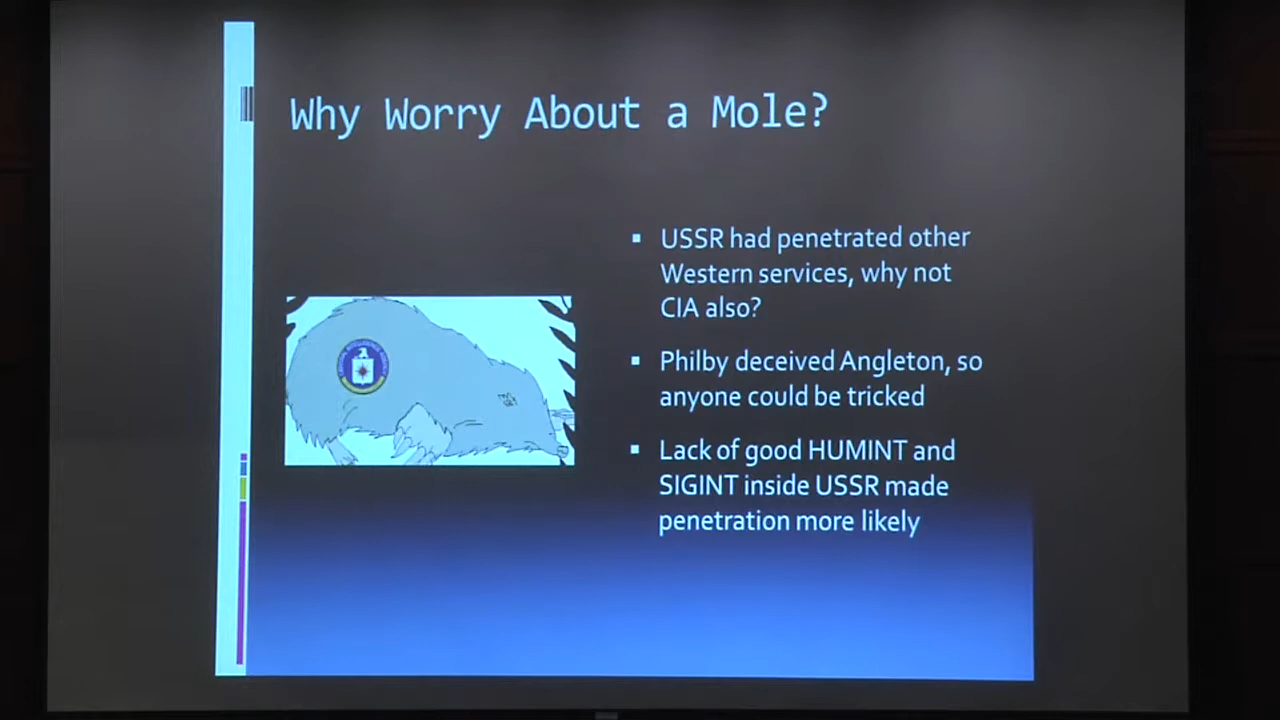 Why Worry About a Mole?
USSR had penetrated other
Western services, why not
CIA also?
Philby deceived Angleton, so
anyone could be tricked
Lack of good HUMINT and
SIGINT inside USSR made
penetration more likely